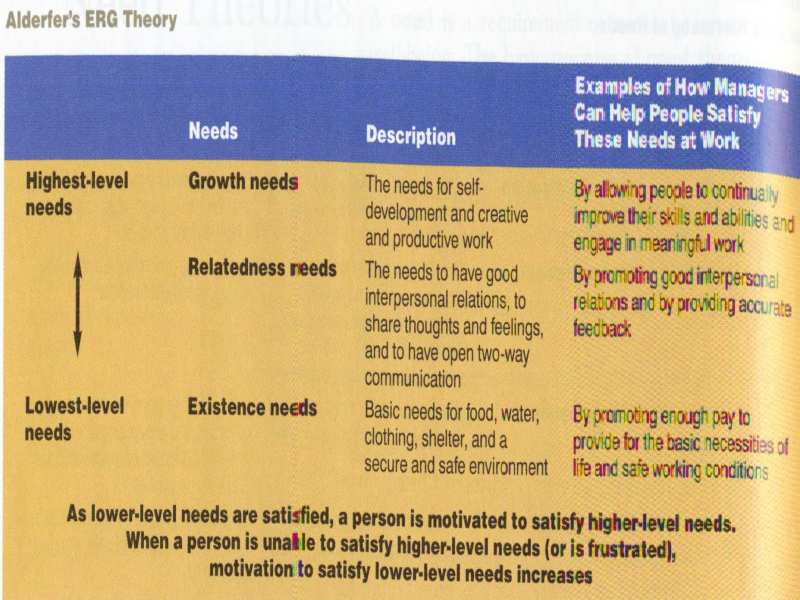 Alderfer's ERG Theory
Needs
Description
Examples of How Managers
Can Help People Satisfy
These Needs at Work
Highest-level
needs
Growth needs
The needs for self-
development and creative
and productive work
By allowing people to continually
improve their skills and abilities and
engage in meaningful work
Relatedness needs
The needs to have good
interpersonal relations, to
share thoughts and feelings,
and to have open two-way
communication
By promoting good interpersonal
relations and by providing accurate
feedback
Lowest-level
needs
Existence needs
Basic needs for food, water,
clothing, shelter, and a
secure and safe environment
By promoting enough pay to
provide for the basic necessities of
life and safe working conditions
As lower-level needs are satisfied, a person is motivated to satisfy higher-level needs.
When a person is unable to satisfy higher-level needs (or is frustrated),
motivation to satisfy lower-level needs increases